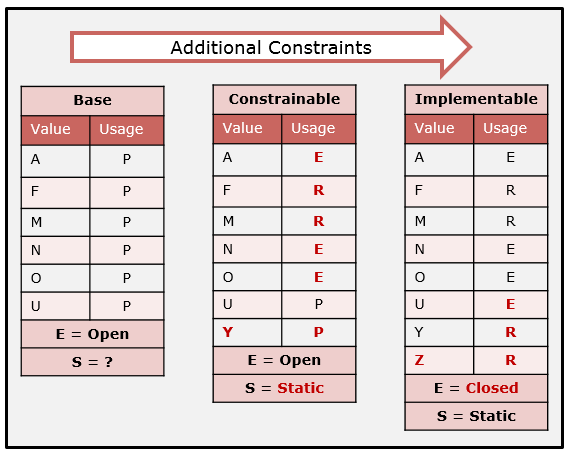 Additional Constraints
Base
Value Usage
A P
F P
M P
N P
O P
U P
E = Open
S = ?
Constrainable
Value Usage
A E
F R
M R
N E
O E
U P
Y P
E = Open
S = Static
Implementable
Value Usage
A E
F R
M R
N E
O E
U E
Y R
Z R
E = Closed
S = Static